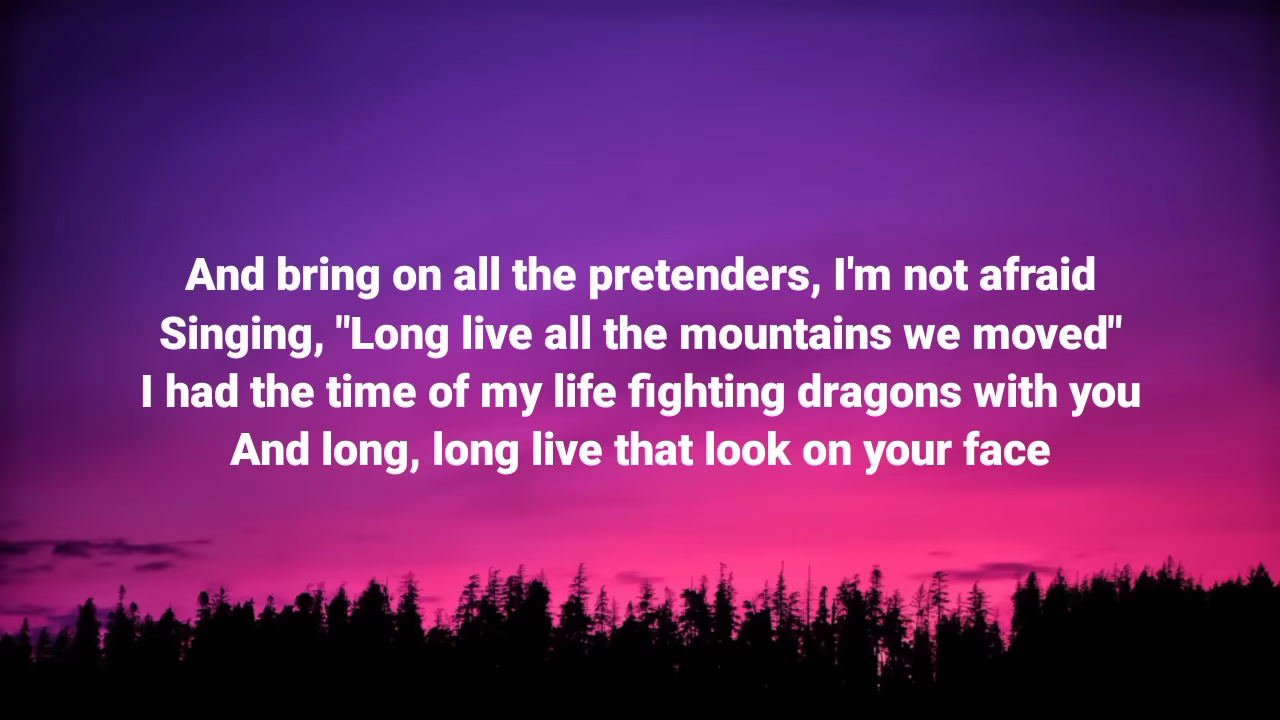 And bring on all the pretenders, I'm not afraid
Singing, "Long live all the mountains we moved"
I had the time of my life fighting dragons with you
And long, long live that look on your face